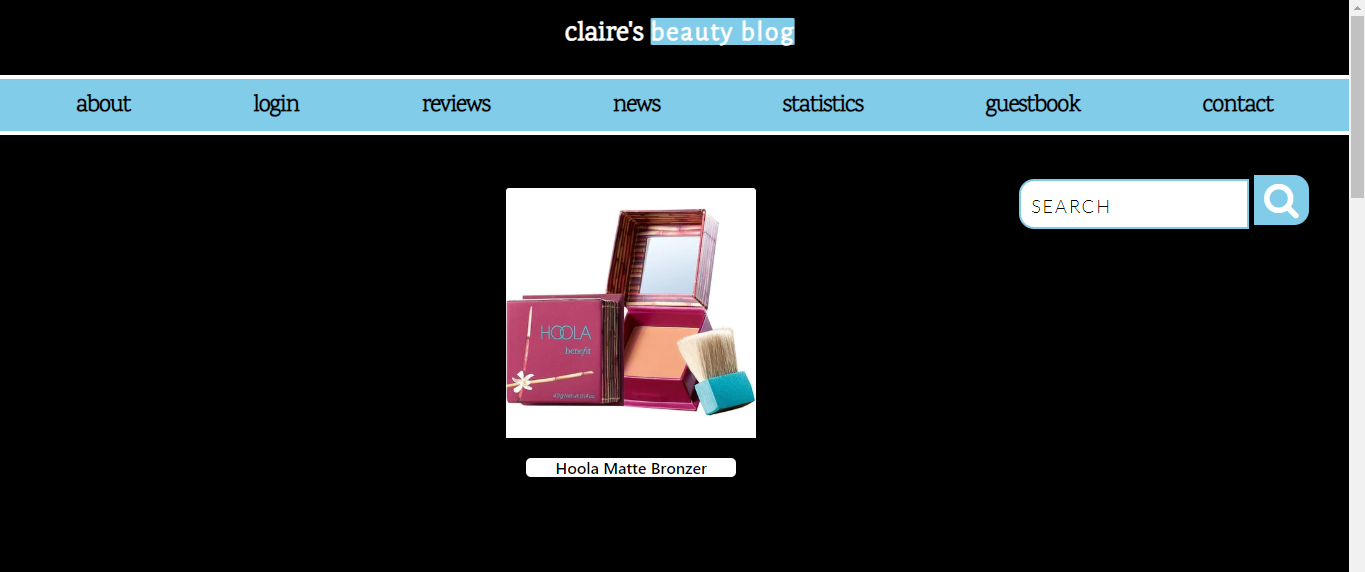 claire's beauty blog
about login reviews news statistics guestbook contact
SEARCH
HOOLA
benefit
Hoola Matte Bronzer